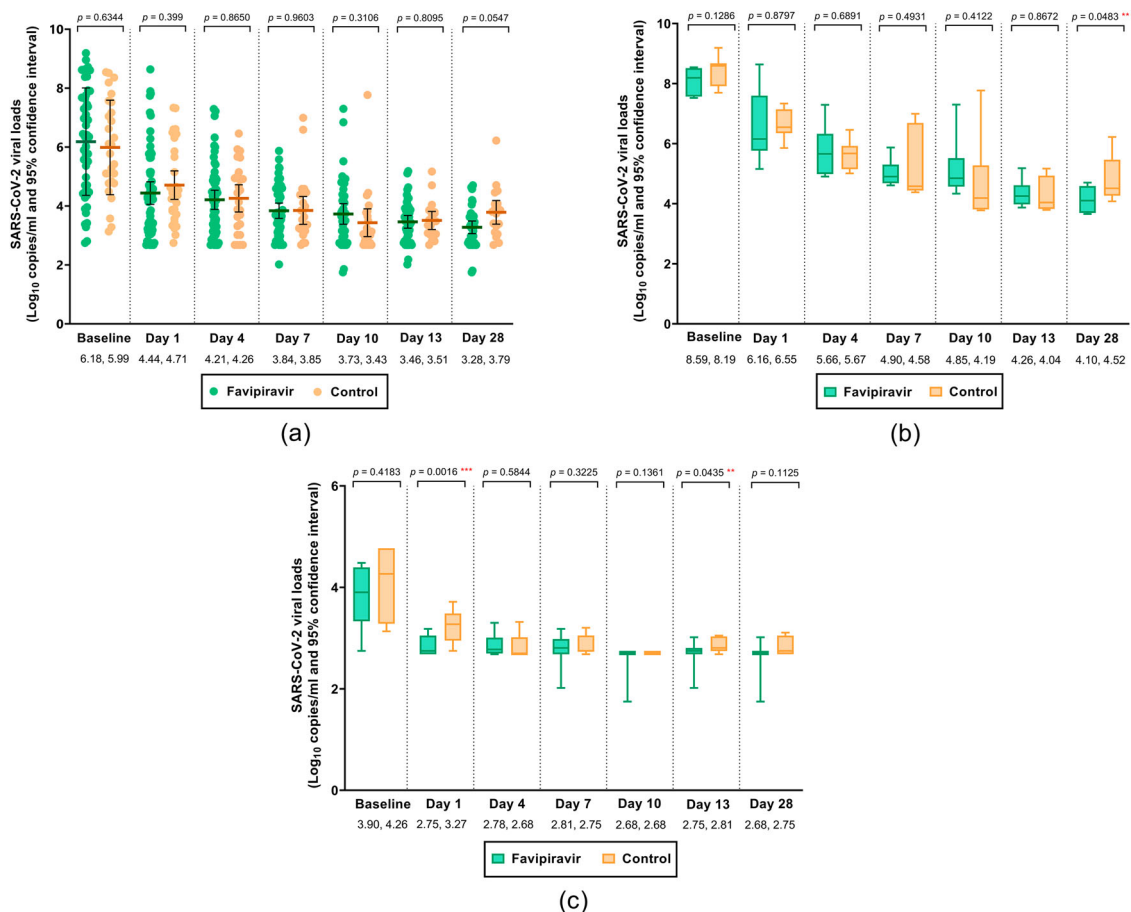 p = 0.6344 p = 0.399 p = 0.8650 p = 0.9603 p = 0.3106 p = 0.8095 p = 0.0547
SARS-CoV-2 viral loads
(Log₁₀ copies/ml and 95% confidence interval)
10
8
6
4
2
0
Baseline Day 1 Day 4 Day 7 Day 10 Day 13 Day 28
6.18, 5.99 4.44, 4.71 4.21, 4.26 3.84, 3.85 3.73, 3.43 3.46, 3.51 3.28, 3.79
Favipiravir Control
(a)
p = 0.1286 p = 0.8797 p = 0.6891 p = 0.4931 p = 0.4122 p = 0.8672 p = 0.0483 **
SARS-CoV-2 viral loads
(Log₁₀ copies/ml and 95% confidence interval)
10
8
6
4
2
0
Baseline Day 1 Day 4 Day 7 Day 10 Day 13 Day 28
8.59, 8.19 6.16, 6.55 5.66, 5.67 4.90, 4.58 4.85, 4.19 4.26, 4.04 4.10, 4.52
Favipiravir Control
(b)
p = 0.4183 p = 0.0016 *** p = 0.5844 p = 0.3225 p = 0.1361 p = 0.0435 ** p = 0.1125
SARS-CoV-2 viral loads
(Log₁₀ copies/ml and 95% confidence interval)
6
4
2
0
Baseline Day 1 Day 4 Day 7 Day 10 Day 13 Day 28
3.90, 4.26 2.75, 3.27 2.78, 2.68 2.81, 2.75 2.68, 2.68 2.75, 2.81 2.68, 2.75
Favipiravir Control
(c)